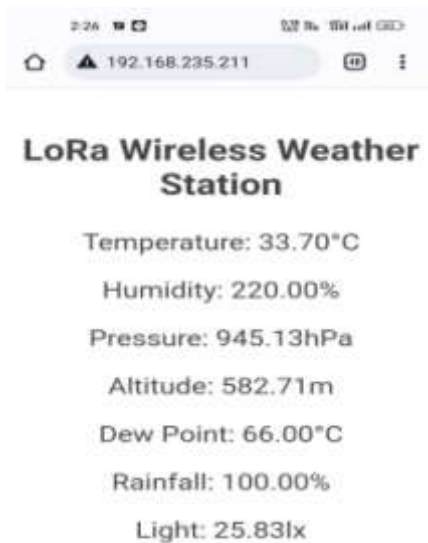 2:26
192.168.235.211
LoRa Wireless Weather
Station
Temperature: 33.70°C
Humidity: 220.00%
Pressure: 945.13hPa
Altitude: 582.71m
Dew Point: 66.00°C
Rainfall: 100.00%
Light: 25.83lx